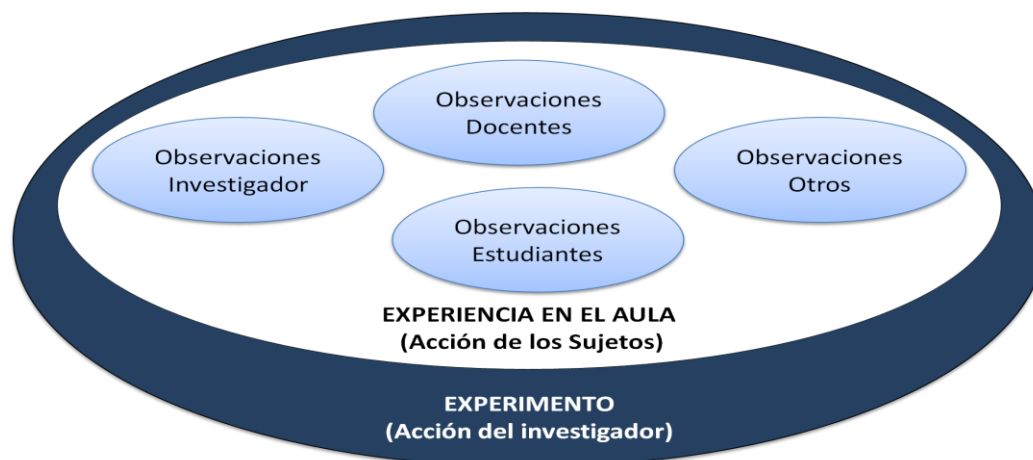 Observaciones
Docentes
Observaciones
Investigador
Observaciones
Otros
Observaciones
Estudiantes
EXPERIENCIA EN EL AULA
(Acción de los Sujetos)
EXPERIMENTO
(Acción del investigador)